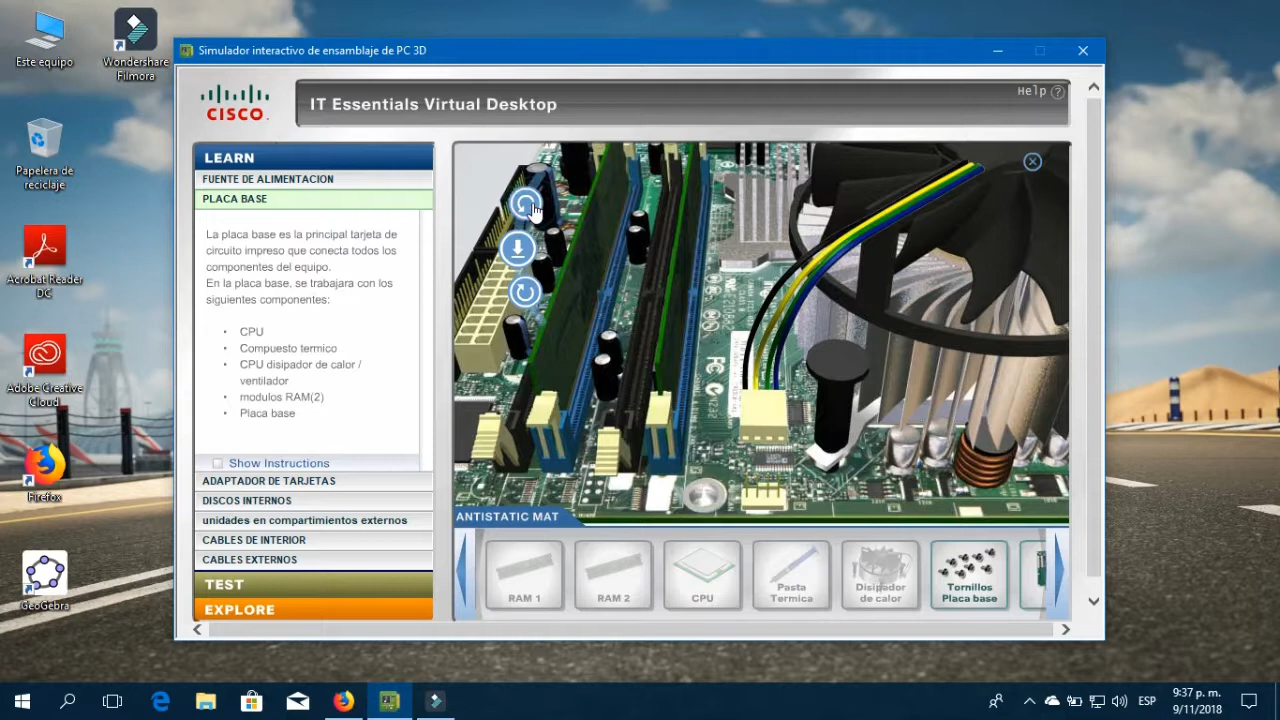 Este equipo
Wondershare
Filmora
Papelera de
reciclaje
Acrobat Reader
DC
Adobe Creative
Cloud
Firefox
GeoGebra
Simulador interactivo de ensamblaje de PC 3D
CISCO
IT Essentials Virtual Desktop
Help ?
LEARN
FUENTE DE ALIMENTACION
PLACA BASE
La placa base es la principal tarjeta de
circuito impreso que conecta todos los
componentes del equipo.
En la placa base, se trabajara con los
siguientes componentes:
• CPU
• Compuesto termico
• CPU disipador de calor /
ventilador
• modulos RAM(2)
• Placa base
Show Instructions
ADAPTADOR DE TARJETAS
DISCOS INTERNOS
unidades en compartimientos externos
CABLES DE INTERIOR
CABLES EXTERNOS
TEST
EXPLORE
ANTISTATIC MAT
RAM 1
RAM 2
CPU
Pasta
Termica
Disipador
de calor
Tornillos
Placa base
ESP
9:37 p. m.
9/11/2018